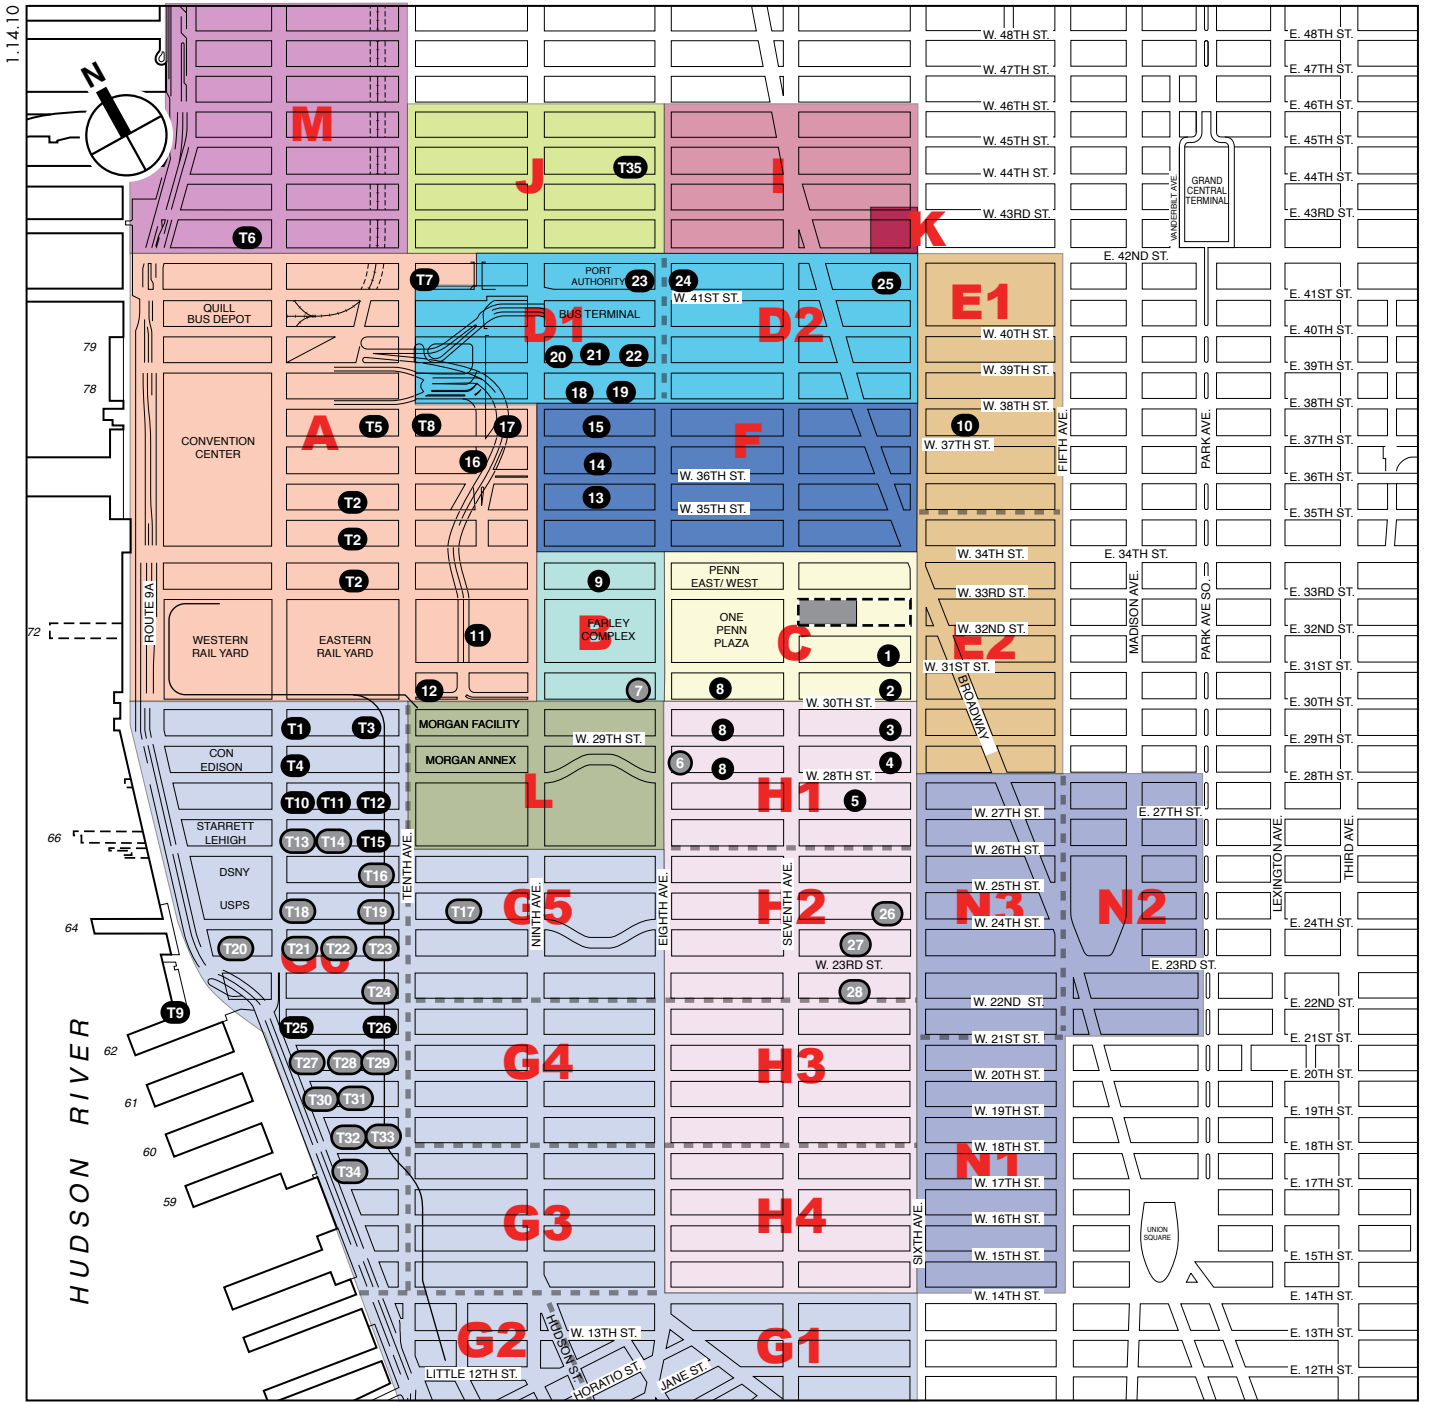 1.14.10
N
W. 48TH ST.
E. 48TH ST.
W. 47TH ST.
E. 47TH ST.
W. 46TH ST.
E. 46TH ST.
M
W. 45TH ST.
E. 45TH ST.
J
T35
I
W. 44TH ST.
E. 44TH ST.
VANDERBILT AVE.
GRAND
CENTRAL
TERMINAL
W. 43RD ST.
E. 43RD ST.
K
T6
E. 42ND ST.
T7
PORT
AUTHORITY
23
24
25
W. 41ST ST.
E. 41ST ST.
E1
QUILL
BUS DEPOT
BUS TERMINAL
D1
D2
W. 40TH ST.
E. 40TH ST.
79
20
21
22
W. 39TH ST.
E. 39TH ST.
78
18
19
W. 38TH ST.
E. 38TH ST.
A
T5
T8
17
15
F
10
W. 37TH ST.
E. 37TH ST.
FIFTH AVE.
PARK AVE.
CONVENTION
CENTER
16
14
W. 36TH ST.
E. 36TH ST.
T2
13
W. 35TH ST.
E. 35TH ST.
T2
W. 34TH ST.
E. 34TH ST.
T2
9
PENN
EAST/ WEST
W. 33RD ST.
E. 33RD ST.
ROUTE 9A
MADISON AVE.
PARK AVE SO.
72
WESTERN
RAIL YARD
EASTERN
RAIL YARD
11
FARLEY
COMPLEX
B
ONE
PENN
PLAZA
C
W. 32ND ST.
E. 32ND ST.
E2
1
W. 31ST ST.
E. 31ST ST.
12
7
8
2
W. 30TH ST.
E. 30TH ST.
BROADWAY
T1
T3
MORGAN FACILITY
W. 29TH ST.
8
3
E. 29TH ST.
CON
EDISON
T4
MORGAN ANNEX
6
8
4
W. 28TH ST.
E. 28TH ST.
T10
T11
T12
L
H1
5
W. 27TH ST.
E. 27TH ST.
66
STARRETT
LEHIGH
T13
T14
T15
W. 26TH ST.
TENTH AVE.
LEXINGTON AVE.
THIRD AVE.
DSNY
T16
W. 25TH ST.
USPS
T18
T19
T17
G5
NINTH AVE.
EIGHTH AVE.
H2
SEVENTH AVE.
26
N3
N2
64
W. 24TH ST.
E. 24TH ST.
T20
T21
T22
T23
G6
27
W. 23RD ST.
E. 23RD ST.
T24
28
W. 22ND ST.
E. 22ND ST.
T9
T25
T26
W. 21ST ST.
E. 21ST ST.
HUDSON RIVER
62
T27
T28
T29
G4
H3
W. 20TH ST.
E. 20TH ST.
61
T30
T31
W. 19TH ST.
E. 19TH ST.
60
T32
T33
W. 18TH ST.
E. 18TH ST.
T34
N1
59
W. 17TH ST.
E. 17TH ST.
G3
H4
SIXTH AVE.
W. 16TH ST.
UNION
SQUARE
W. 15TH ST.
E. 15TH ST.
W. 14TH ST.
E. 14TH ST.
G2
HUDSON ST.
W. 13TH ST.
G1
E. 13TH ST.
LITTLE 12TH ST.
HORATIO ST.
JANE ST.
E. 12TH ST.